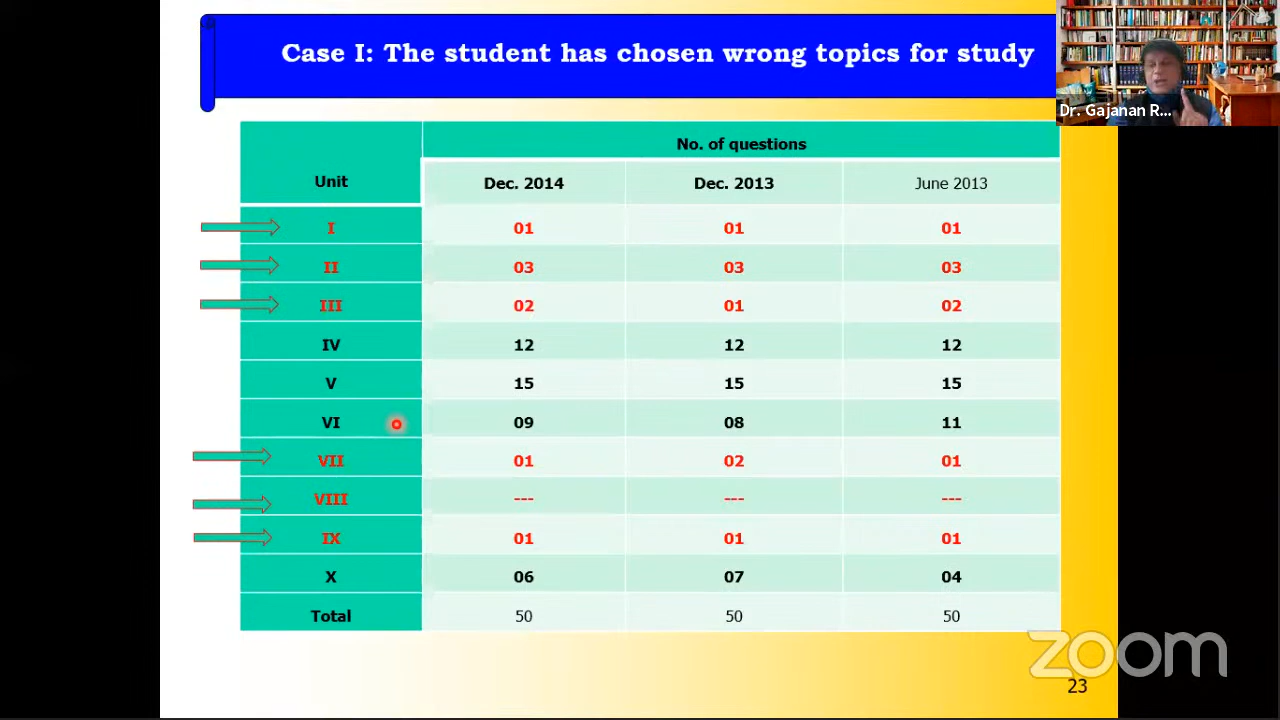 Case I: The student has chosen wrong topics for study
Dr. Gajanan R...
Unit No. of questions
Dec. 2014 Dec. 2013 June 2013
I 01 01 01
II 03 03 03
III 02 01 02
IV 12 12 12
V 15 15 15
VI 09 08 11
VII 01 02 01
VIII --- --- ---
IX 01 01 01
X 06 07 04
Total 50 50 50
zoom
23